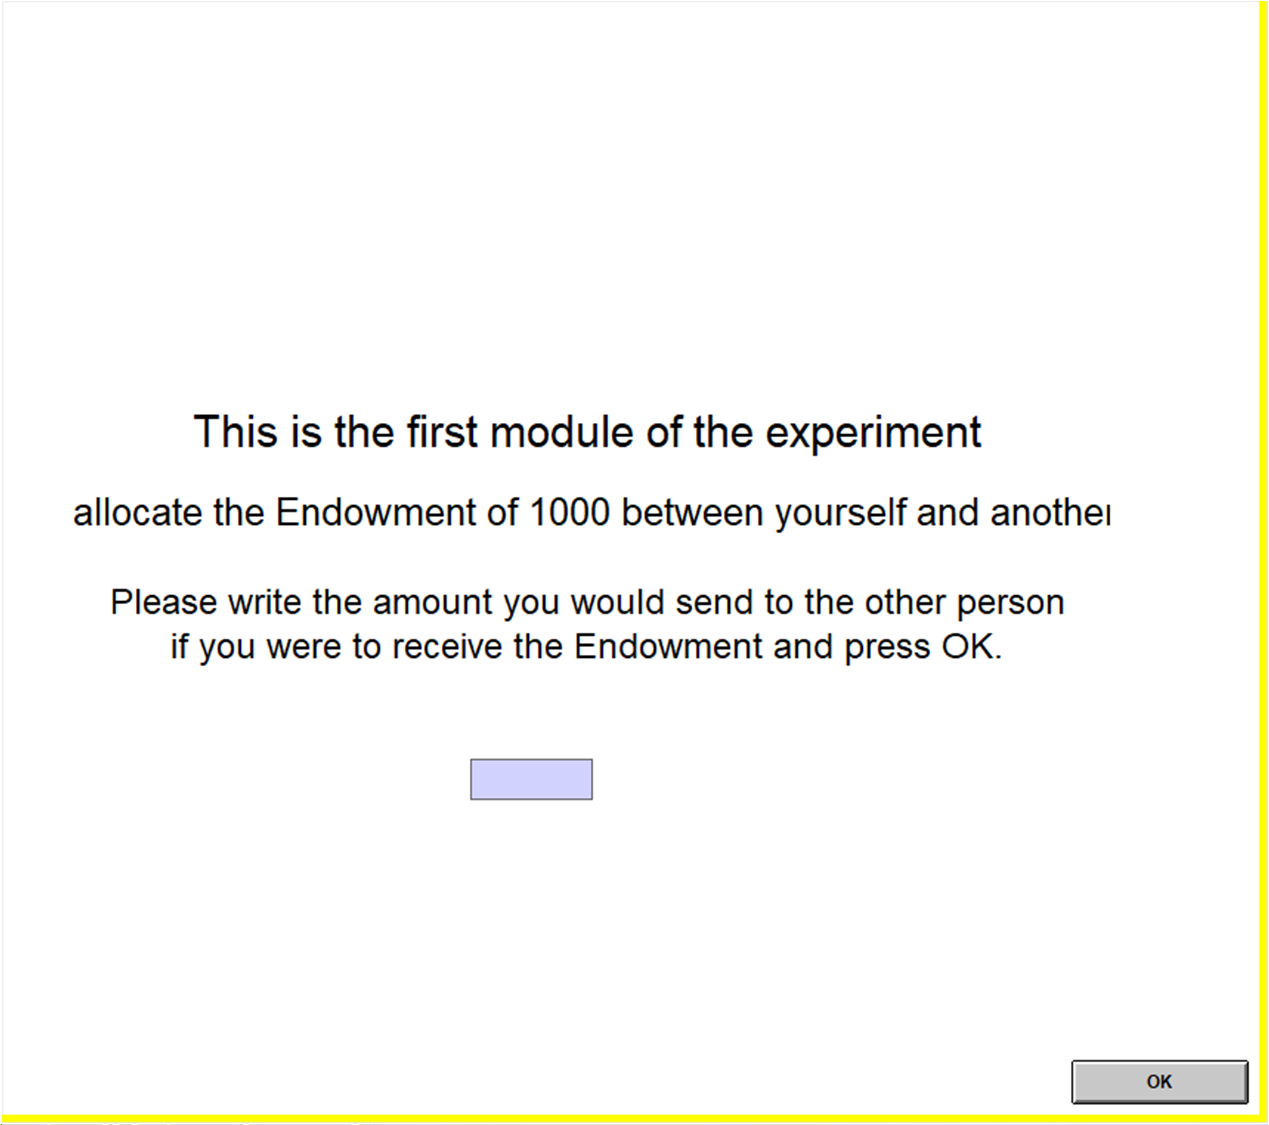 This is the first module of the experiment
allocate the Endowment of 1000 between yourself and another
Please write the amount you would send to the other person
if you were to receive the Endowment and press OK.
OK